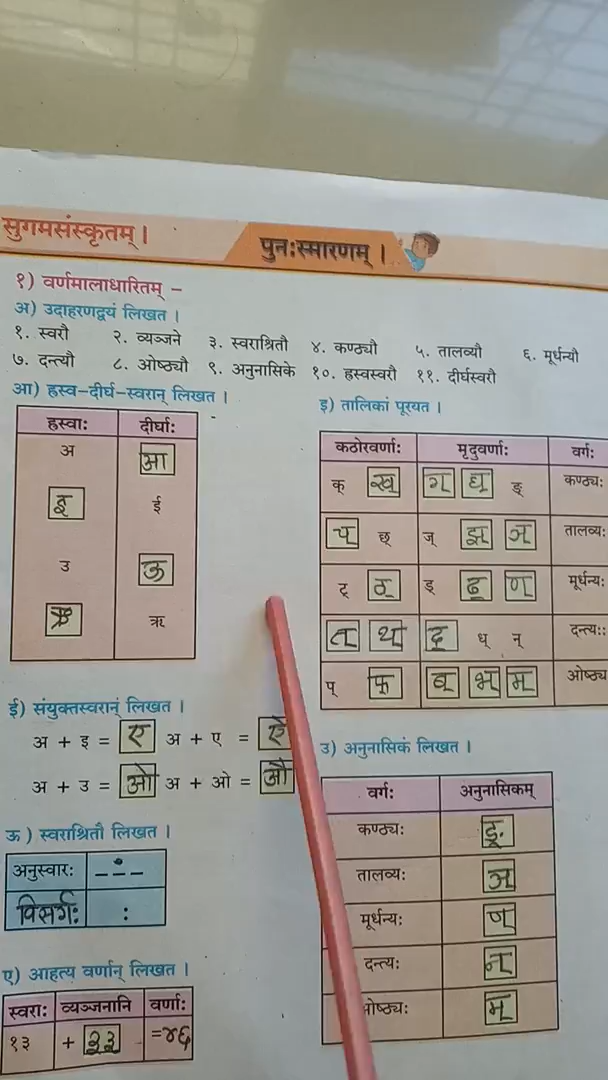 सुगमसंस्कृतम् ।
पुनःस्मारणम् ।
१) वर्णमालाधारितम् –
अ) उदाहरणद्वयं लिखत ।
१. स्वरौ २. व्यञ्जने ३. स्वराश्रितौ ४. कण्ठ्यौ ५. तालव्यौ ६. मूर्धन्यौ
७. दन्त्यौ ८. ओष्ठ्यौ ९. अनुनासिके १०. ह्रस्वस्वरौ ११. दीर्घस्वरौ
आ) ह्रस्व-दीर्घ-स्वरान् लिखत ।
ह्रस्वाः दीर्घाः
अ आ
इ ई
उ ऊ
ऋ
इ) तालिकां पूरयत ।
कठोरवर्णाः मृदुवर्णाः वर्गः
क् ख् ग् घ् ङ् कण्ठ्यः
च् छ् ज् झ् ञ् तालव्यः
ट् ठ् ड् ढ् ण् मूर्धन्यः
त् थ् द् ध् न् दन्त्यः:
प् फ् ब् भ् म् ओष्ठ्य
ई) संयुक्तस्वरान् लिखत ।
अ + इ = ए अ + ए = ऐ
अ + उ = ओ अ + ओ = औ
उ) अनुनासिकं लिखत ।
वर्गः अनुनासिकम्
कण्ठ्यः ङ्
तालव्यः ञ्
मूर्धन्यः ण्
दन्त्यः न्
ओष्ठ्यः म्
ऊ) स्वराश्रितौ लिखत ।
अनुस्वारः ––̇–
विसर्गः :
ए) आहत्य वर्णान् लिखत ।
स्वराः व्यञ्जनानि वर्णाः
१३ + ३३ =४६